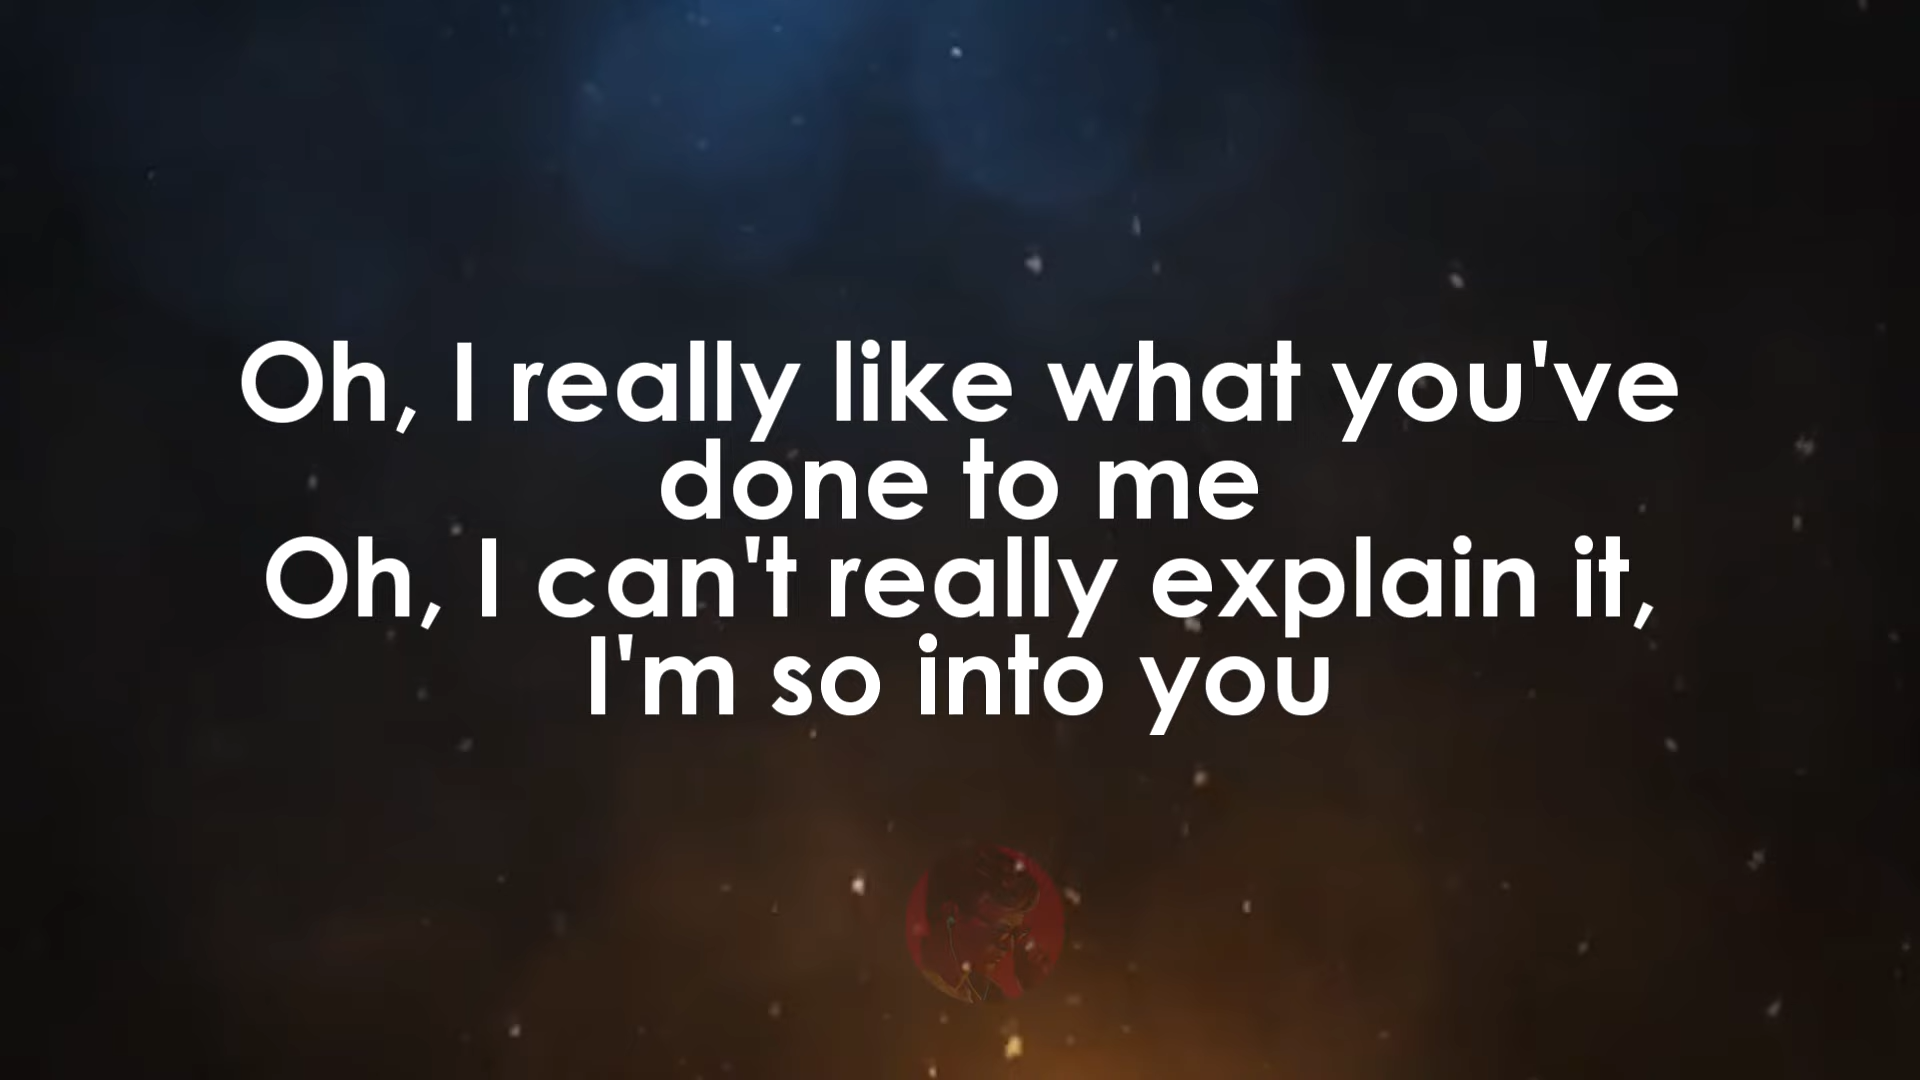 Oh, I really like what you've
done to me
Oh, I can't really explain it,
I'm so into you